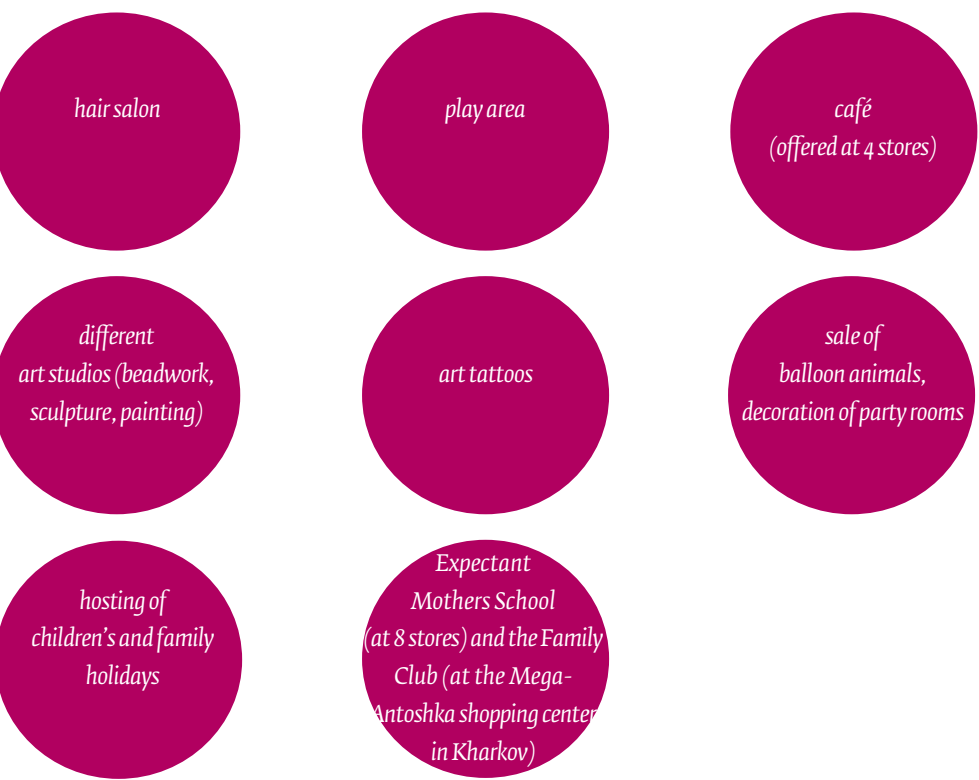 hair salon
play area
café
(offered at 4 stores)
different
art studios (beadwork,
sculpture, painting)
art tattoos
sale of
balloon animals,
decoration of party rooms
hosting of
children's and family
holidays
Expectant
Mothers School
(at 8 stores) and the Family
Club (at the Mega-
Antoshka shopping center
in Kharkov)